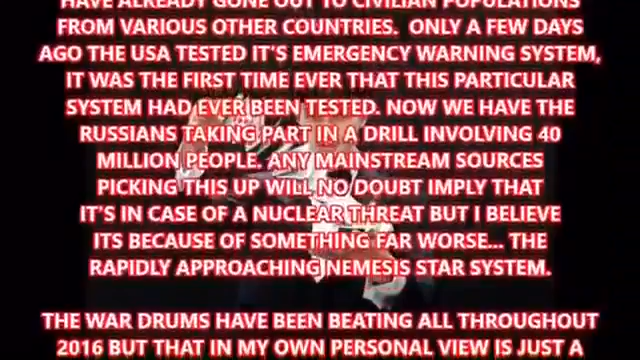 HAVE ALREADY GONE OUT TO CIVILIAN POPULATIONS
FROM VARIOUS OTHER COUNTRIES. ONLY A FEW DAYS
AGO THE USA TESTED IT'S EMERGENCY WARNING SYSTEM,
IT WAS THE FIRST TIME EVER THAT THIS PARTICULAR
SYSTEM HAD EVER BEEN TESTED. NOW WE HAVE THE
RUSSIANS TAKING PART IN A DRILL INVOLVING 40
MILLION PEOPLE. ANY MAINSTREAM SOURCES
PICKING THIS UP WILL NO DOUBT IMPLY THAT
IT'S IN CASE OF A NUCLEAR THREAT BUT I BELIEVE
ITS BECAUSE OF SOMETHING FAR WORSE... THE
RAPIDLY APPROACHING NEMESIS STAR SYSTEM.
THE WAR DRUMS HAVE BEEN BEATING ALL THROUGHOUT
2016 BUT THAT IN MY OWN PERSONAL VIEW IS JUST A